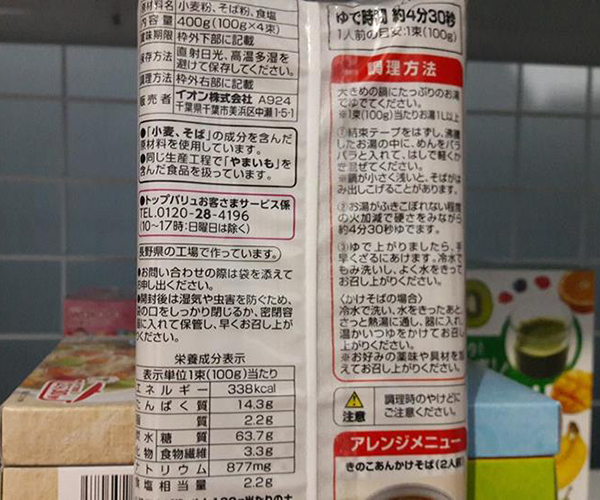 原材料名 小麦粉、そば粉、食塩
内容量 400g(100g×4束)
賞味期限 枠外下部に記載
保存方法 直射日光、高温多湿を
避けて保存してください。
調理方法 枠外右部に記載
販売者 イオン株式会社 A924
千葉県千葉市美浜区中瀬1-5-1
●「小麦、そば」の成分を含んだ
原材料を使用しています。
●同じ生産工程で「やまいも」を
含んだ食品を扱っています。
●トップバリュお客さまサービス係
TEL.0120-28-4196
(10～17時:日曜日は除く)
長野県の工場で作っています。
●お問い合わせの際は袋を添えて
お申し出ください。
●開封後は湿気や虫害を防ぐため、
袋の口をしっかり閉じるか、密閉容
器に入れて保管し、早くお召し上が
りください。
栄養成分表示
表示単位1束(100g)当たり
エネルギー 338kcal
たんぱく質 14.3g
質 2.2g
炭水 糖質 63.7g
化物 食物繊維 3.3g
ナトリウム 877mg
食塩相当量 2.2g
ゆで時間 約4分30秒
1人前の目安:1束(100g)
調理方法
大きめの鍋にたっぷりのお湯
でゆでてください。
※1束(100g)当たりお湯1L以上
①結束テープをはずし、沸騰
したお湯の中に、めんをパラ
パラと入れて、はしで軽くか
き混ぜてください。
※鍋が小さく浅いと、そばがは
み出しこげることがあります。
②お湯がふきこぼれない程度
の火加減で硬さをみながら
約4分30秒ゆでます。
③ゆで上がりましたら、手
早くざるにあけます。冷水で
もみ洗いし、よく水をきって
お召し上がりください。
〈かけそばの場合〉
冷水で洗い、水をきったあと、
さっと熱湯に通し、器に入れ、
温かいつゆをかけてお召し
上がりください。
※お好みの薬味や具材を加
えてお召し上がりください。
注意 調理時のやけどに
ご注意ください。
アレンジメニュー
きのこあんかけそば(2人前)